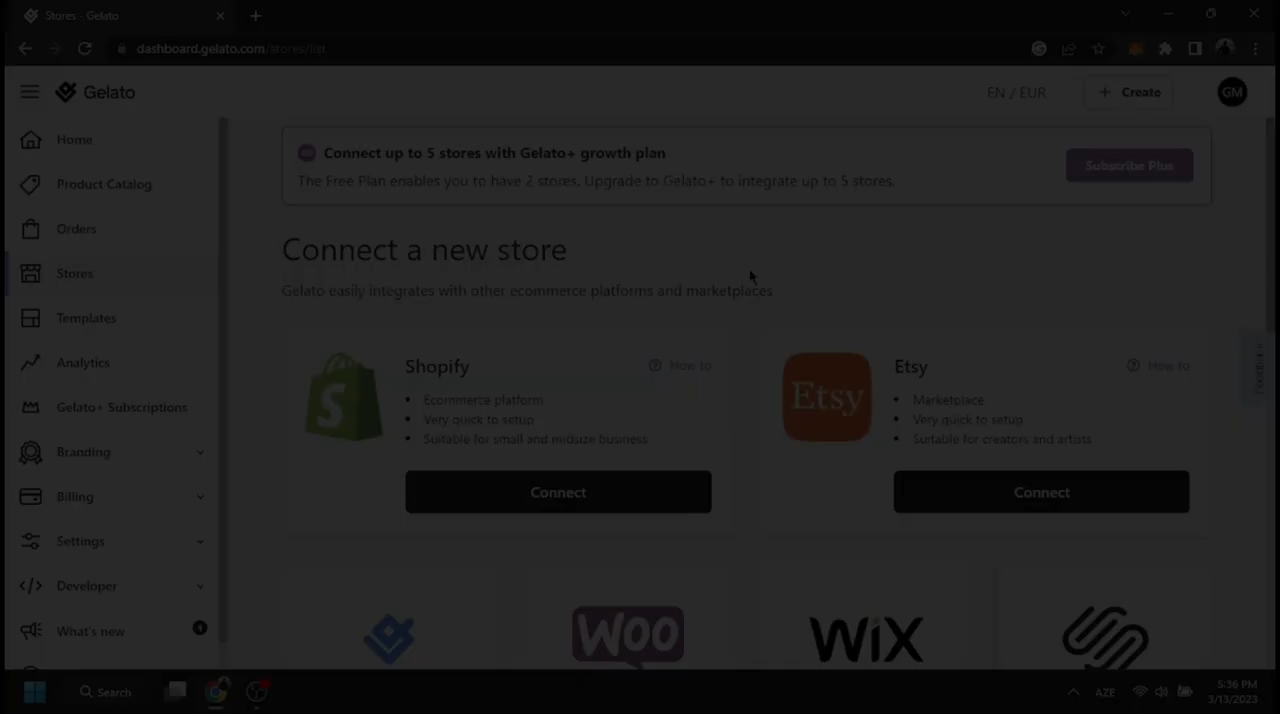 Stores - Gelato
dashboard.gelato.com/stores/list
Gelato
EN / EUR
Create
GM
Home
Product Catalog
Orders
Stores
Templates
Analytics
Gelato+ Subscriptions
Branding
Billing
Settings
Developer
What's new
Connect up to 5 stores with Gelato+ growth plan
The Free Plan enables you to have 2 stores. Upgrade to Gelato+ to integrate up to 5 stores.
Subscribe Plus
Connect a new store
Gelato easily integrates with other ecommerce platforms and marketplaces
Shopify
How to
Ecommerce platform
Very quick to setup
Suitable for small and midsize business
Connect
Etsy
Etsy
How to
Marketplace
Very quick to setup
Suitable for creators and artists
Connect
Feedback
WOO
WiX
Search
AZE
5:36 PM
3/13/2023